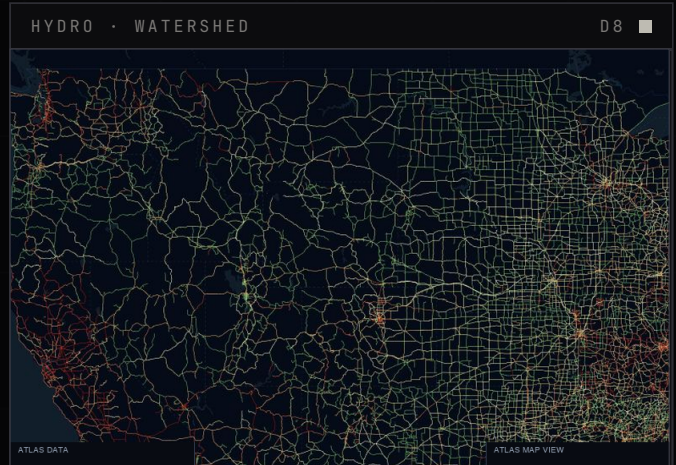 HYDRO · WATERSHED
D8
ATLAS DATA
ATLAS MAP VIEW